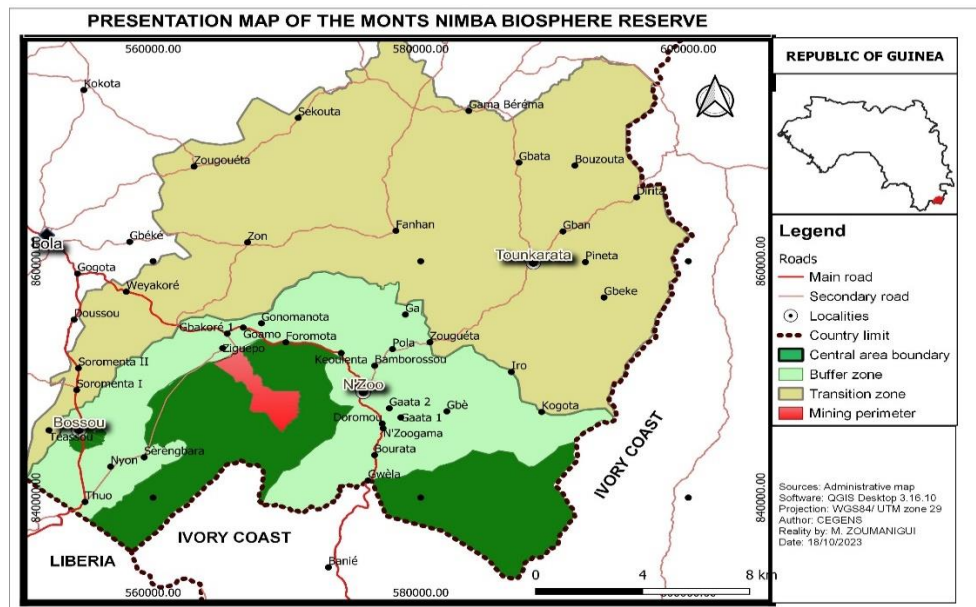 PRESENTATION MAP OF THE MONTS NIMBA BIOSPHERE RESERVE
560000.00
580000.00
600000.00
Kokota
Sekouta
Gama Béréma
Zougouéta
Gbata
Bouzouta
Dirita
Lola
Gbéké
Zon
Fanhan
Gban
Tounkarata
Pineta
860000.00
860000.00
Gogota
Weyakoré
Gbeke
Doussou
Gbakoré 1
Gonomanota
Ga
Goamo
Foromota
Pola
Zouguéta
Ziguepo
Keoulenta
Bamborossou
Soromenta II
Iro
Soromenta I
N'Zoo
Gaata 2
Gbè
Kogota
Bossou
Doromou
Gaata 1
Teassou
N'Zoogama
Nyon
Serengbara
Bourata
Thuo
Gwèla
840000.00
840000.00
IVORY COAST
IVORY COAST
LIBERIA
Banié
0
4
8 km
560000.00
580000.00
REPUBLIC OF GUINEA
Legend
Roads
Main road
Secondary road
Localities
Country limit
Central area boundary
Buffer zone
Transition zone
Mining perimeter
Sources: Administrative map
Software: QGIS Desktop 3.16.10
Projection: WGS84/ UTM zone 29
Author: CEGENS
Reality by: M. ZOUMANIGUI
Date: 18/10/2023